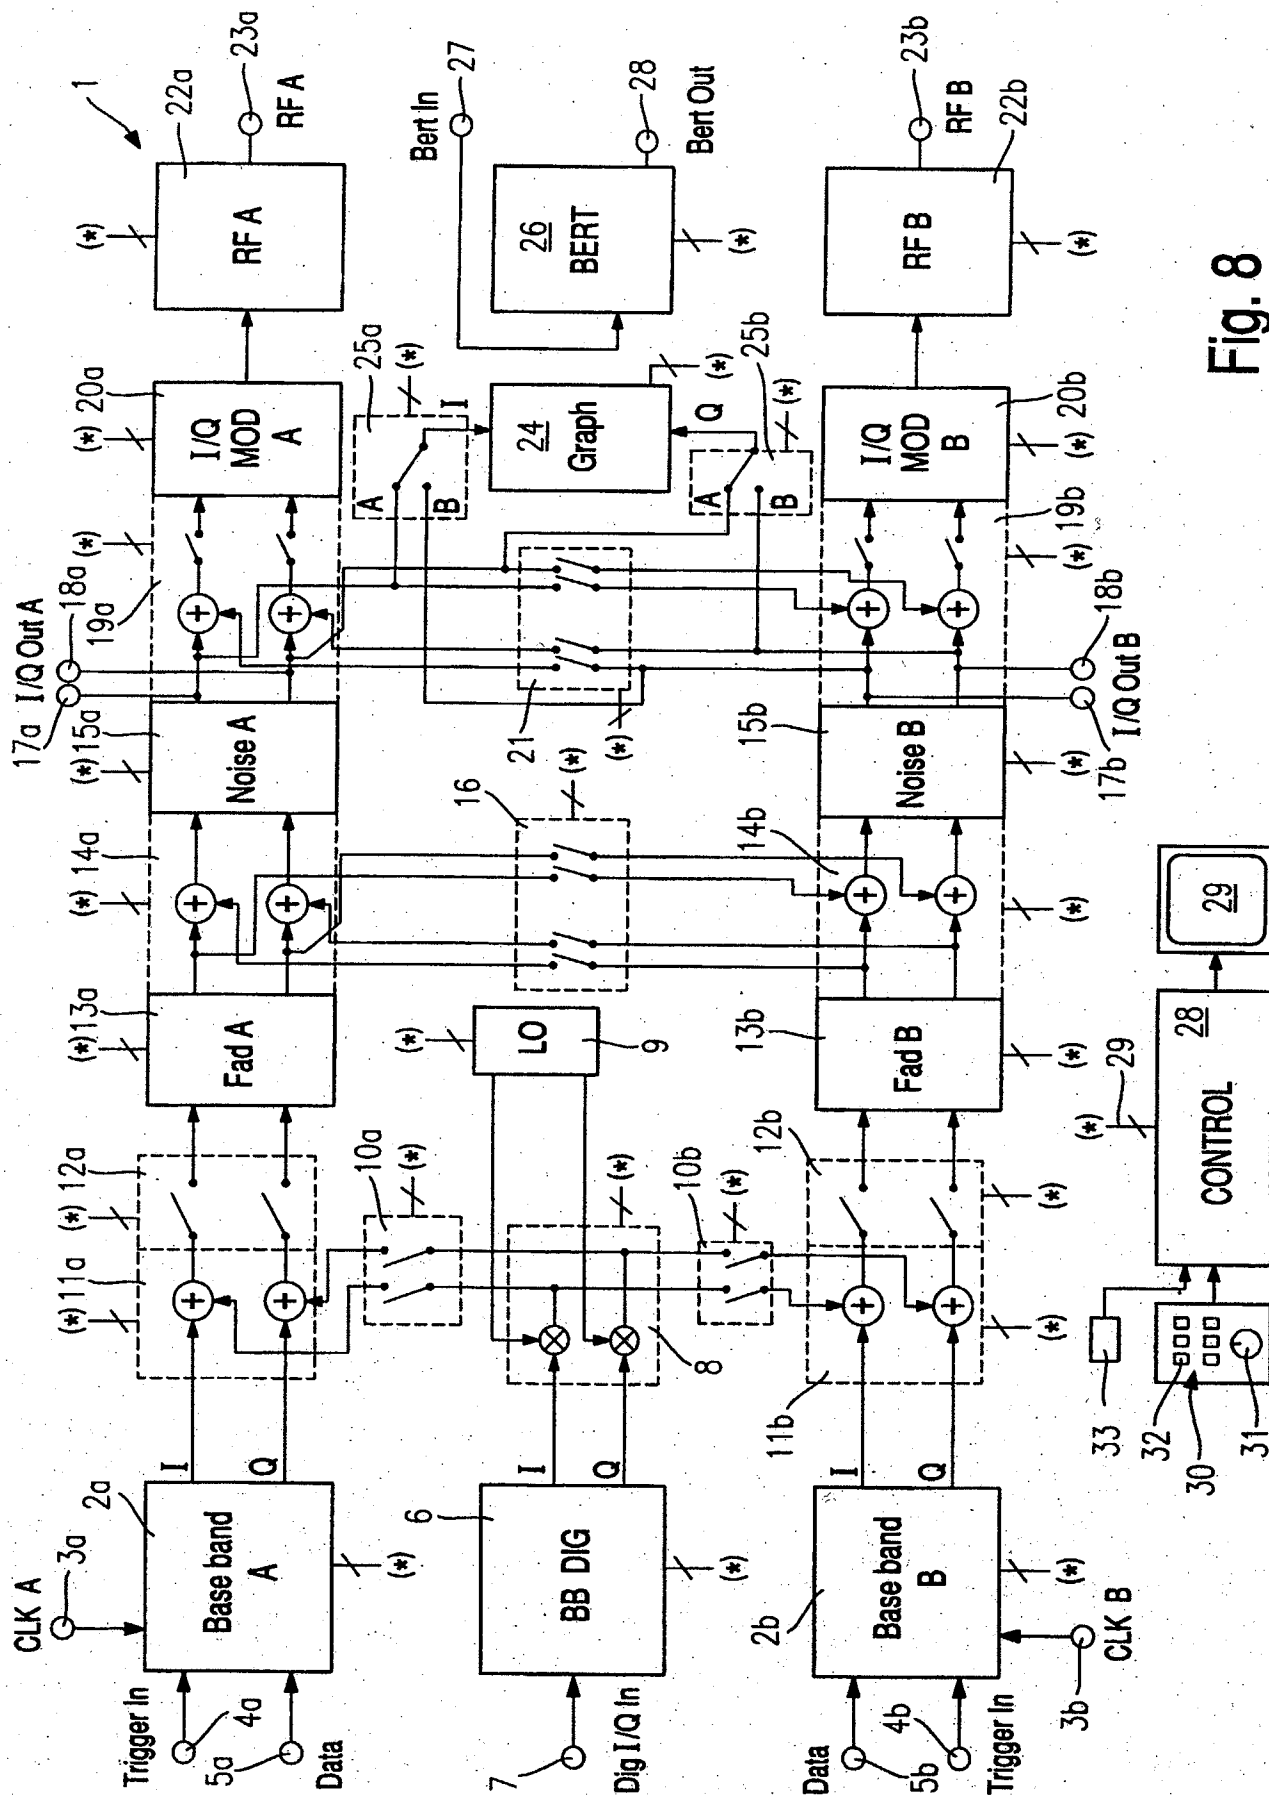 1
CLK A
3a
Trigger In
4a
5a
Data
2a
Base band
A
(*)
I
Q
(*) 11a
(*) 12a
10a
(*)
(*) 13a
Fad A
(*)
14a
(*) 15a
Noise A
17a
I/Q Out A
18a
19a
(*)
(*)
20a
I/Q
MOD
A
(*)
22a
RF A
23a
RF A
7
Dig I/Q In
6
BB DIG
(*)
I
Q
8
(*)
(*)
LO
9
10b
(*)
16
(*)
21
(*)
25a
(*)
A
B
I
24
Graph
(*)
Q
25b
(*)
A
B
Bert In
27
26
BERT
(*)
28
Bert Out
Data
5b
4b
Trigger In
2b
Base band
B
(*)
3b
CLK B
I
Q
11b
(*)
12b
(*)
13b
Fad B
(*)
14b
(*)
15b
Noise B
(*)
17b
I/Q Out B
18b
19b
(*)
I/Q
MOD
B
20b
(*)
RF B
22b
(*)
23b
RF B
33
32
30
31
CONTROL
28
(*)
29
29
Fig. 8